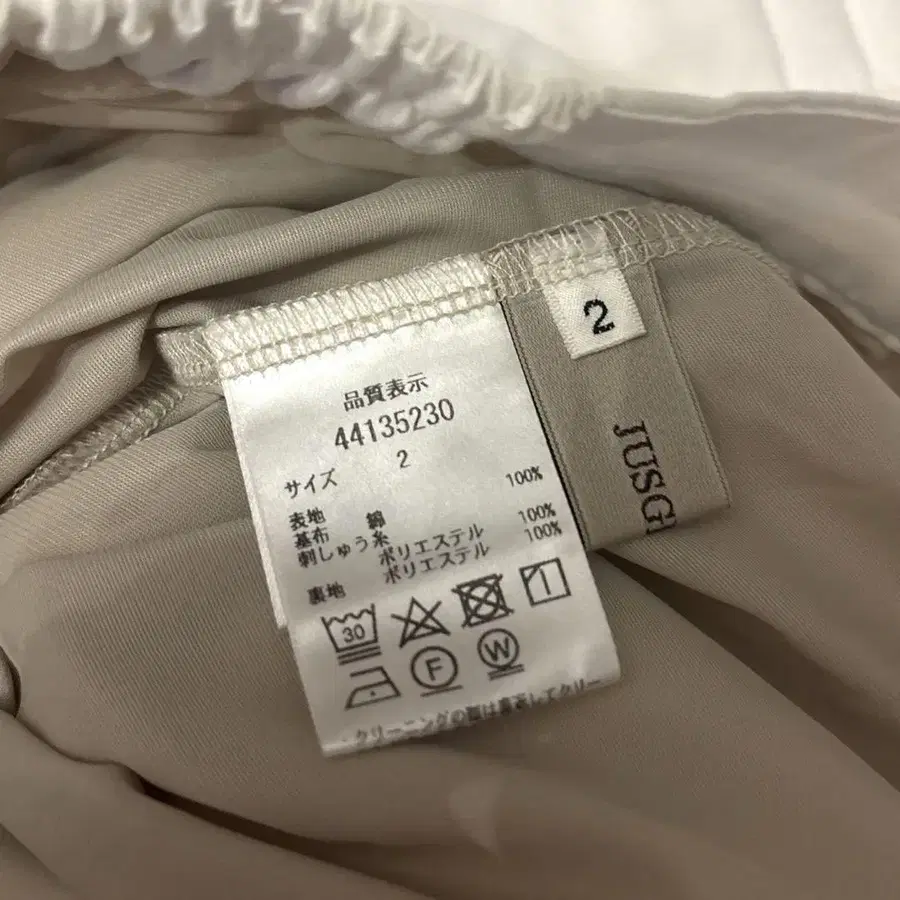 品質表示
44135230
サイズ 2
表地 綿 100%
基布
刺しゅう糸 ポリエステル 100%
裏地 ポリエステル 100%
30
1
F
W
クリーニングの際は裏返してクリー
2
JUSG